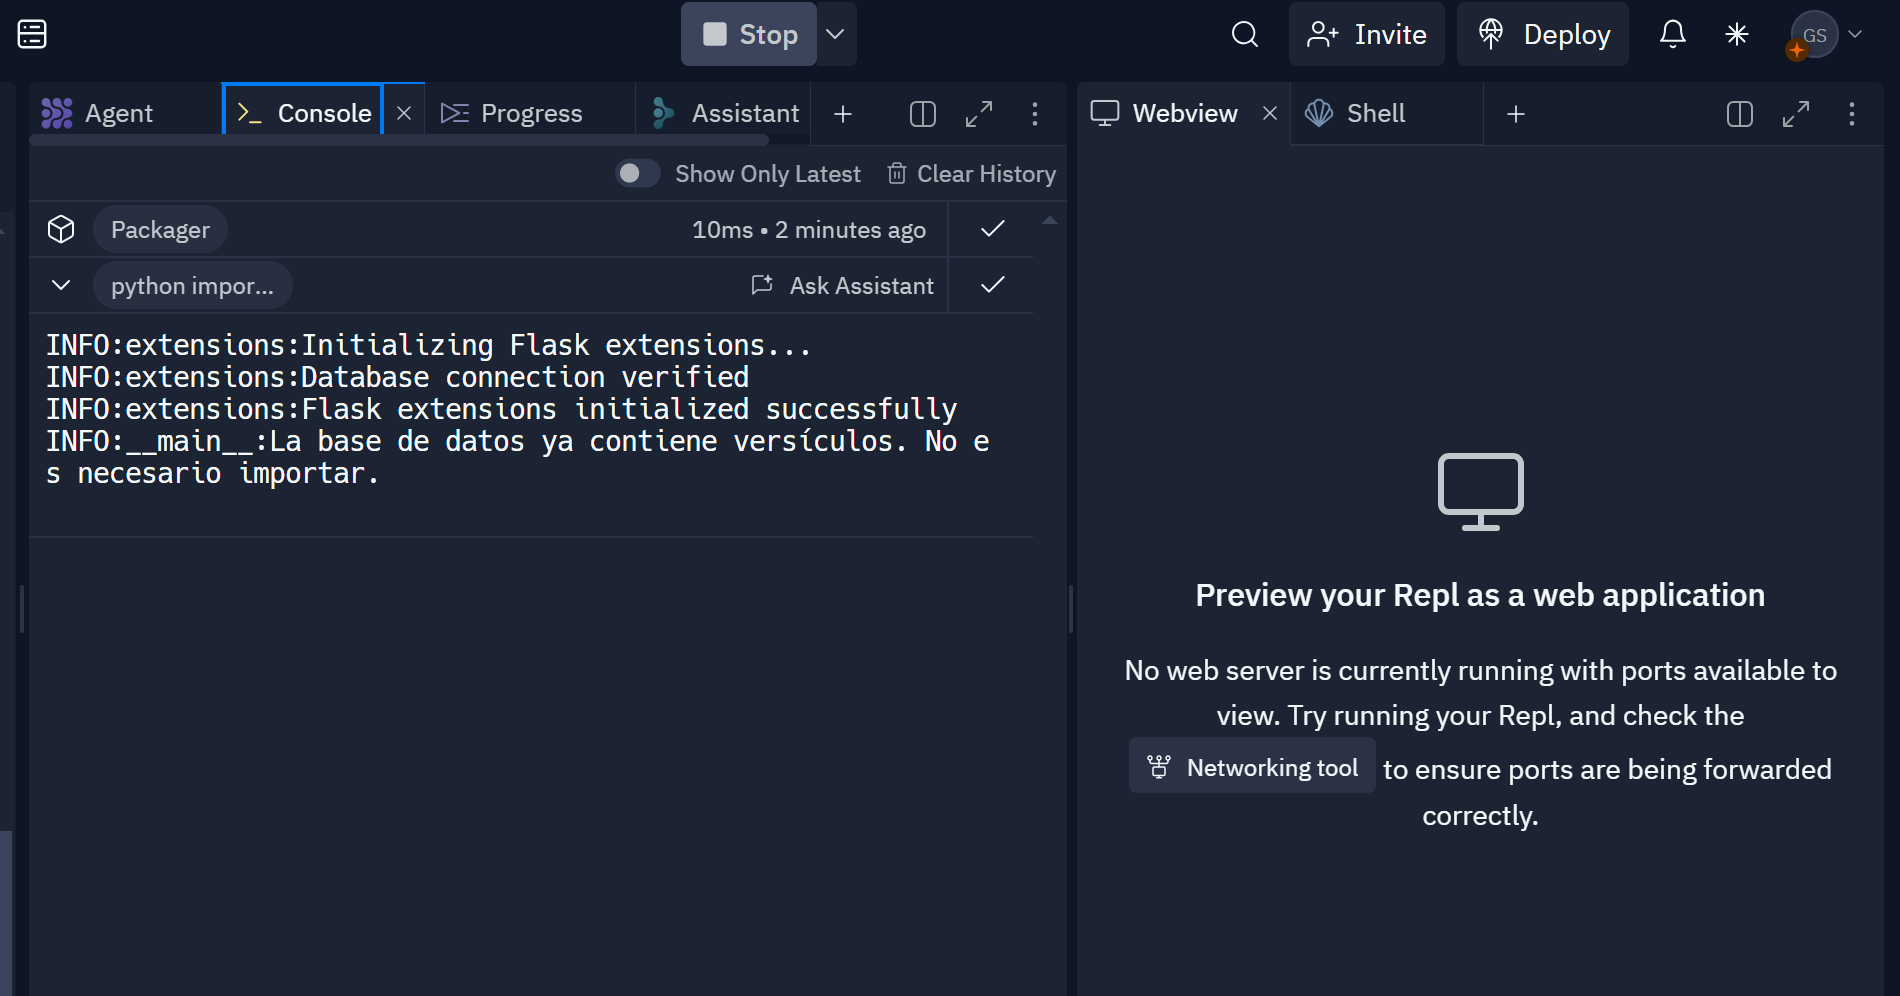 Stop
Invite
Deploy
GS
Agent
Console
Progress
Assistant
Webview
Shell
Show Only Latest
Clear History
Packager
10ms • 2 minutes ago
python impor...
Ask Assistant
INFO:extensions:Initializing Flask extensions...
INFO:extensions:Database connection verified
INFO:extensions:Flask extensions initialized successfully
INFO:__main__:La base de datos ya contiene versículos. No e
s necesario importar.
Preview your Repl as a web application
No web server is currently running with ports available to
view. Try running your Repl, and check the
Networking tool to ensure ports are being forwarded
correctly.